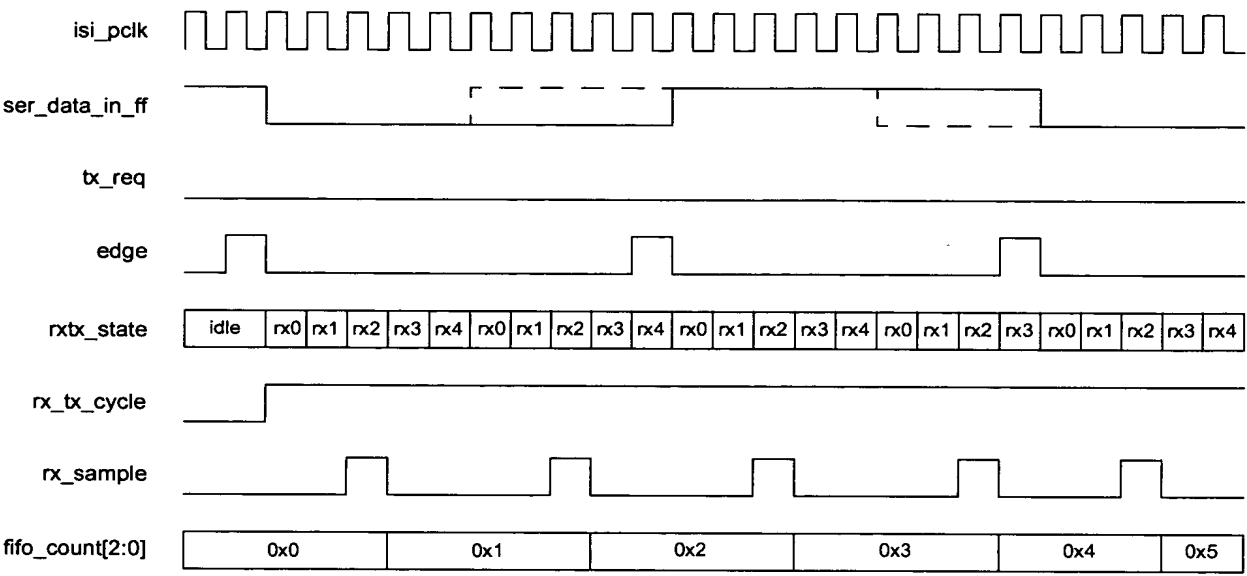 isi_pclk
ser_data_in_ff
tx_req
edge
rxtx_state idle rx0 rx1 rx2 rx3 rx4 rx0 rx1 rx2 rx3 rx4 rx0 rx1 rx2 rx3 rx4 rx0 rx1 rx2 rx3 rx0 rx1 rx2 rx3 rx4
rx_tx_cycle
rx_sample
fifo_count[2:0] 0x0 0x1 0x2 0x3 0x4 0x5